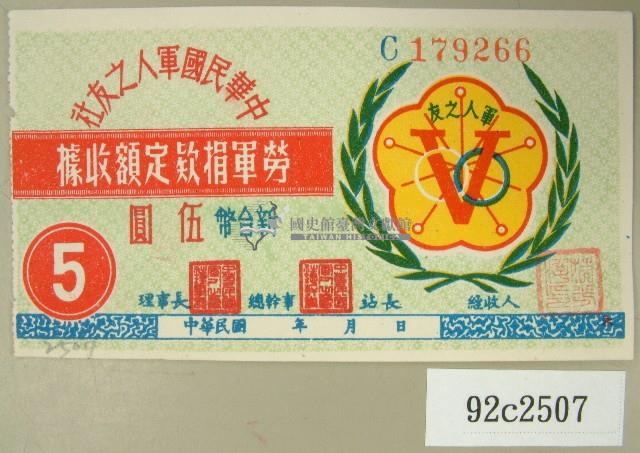 C 179266
中華民國軍人之友社
軍人之友
V
勞軍捐款定額收據
新台幣伍圓
國史館臺灣文獻館
TAIWAN HISTORICA
5
理事長 總幹事 站長 經收人
中華民國 年 月 日
92c2507